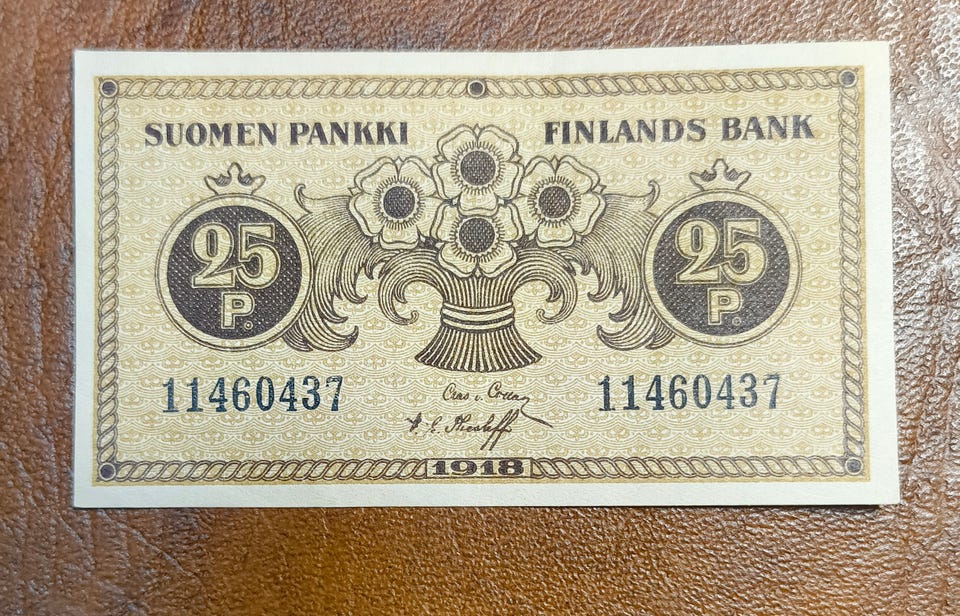 SUOMEN PANKKI FINLANDS BANK
25 P. 25 P.
11460437 11460437
1918